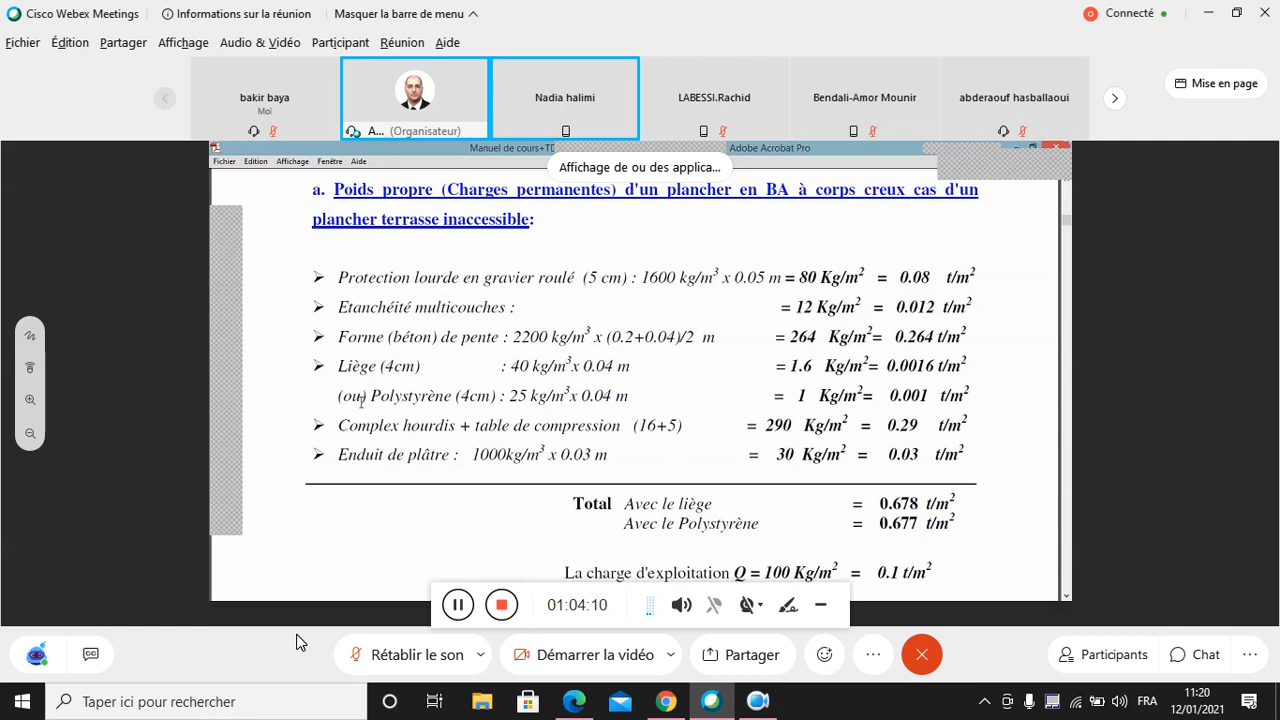 Cisco Webex Meetings
Informations sur la réunion
Masquer la barre de menu
Connecté
Fichier Édition Partager Affichage Audio & Vidéo Participant Réunion Aide
bakir baya
Moi
A... (Organisateur)
Nadia halimi
LABESSI.Rachid
Bendali-Amor Mounir
abderaouf hasballaoui
Mise en page
Manuel de cours+TD
Adobe Acrobat Pro
Fichier Edition Affichage Fenêtre Aide
Affichage de ou des applica...
a. Poids propre (Charges permanentes) d'un plancher en BA à corps creux cas d'un
plancher terrasse inaccessible:
➢ Protection lourde en gravier roulé (5 cm) : 1600 kg/m³ x 0.05 m = 80 Kg/m² = 0.08 t/m²
➢ Etanchéité multicouches : = 12 Kg/m² = 0.012 t/m²
➢ Forme (béton) de pente : 2200 kg/m³ x (0.2+0.04)/2 m = 264 Kg/m²= 0.264 t/m²
➢ Liège (4cm) : 40 kg/m³x 0.04 m = 1.6 Kg/m²= 0.0016 t/m²
(ou) Polystyrène (4cm) : 25 kg/m³x 0.04 m = 1 Kg/m²= 0.001 t/m²
➢ Complex hourdis + table de compression (16+5) = 290 Kg/m² = 0.29 t/m²
➢ Enduit de plâtre : 1000kg/m³ x 0.03 m = 30 Kg/m² = 0.03 t/m²
Total Avec le liège = 0.678 t/m²
Avec le Polystyrène = 0.677 t/m²
La charge d'exploitation Q = 100 Kg/m² = 0.1 t/m²
01:04:10
Rétablir le son
Démarrer la vidéo
Partager
Participants
Chat
Taper ici pour rechercher
FRA
11:20
12/01/2021